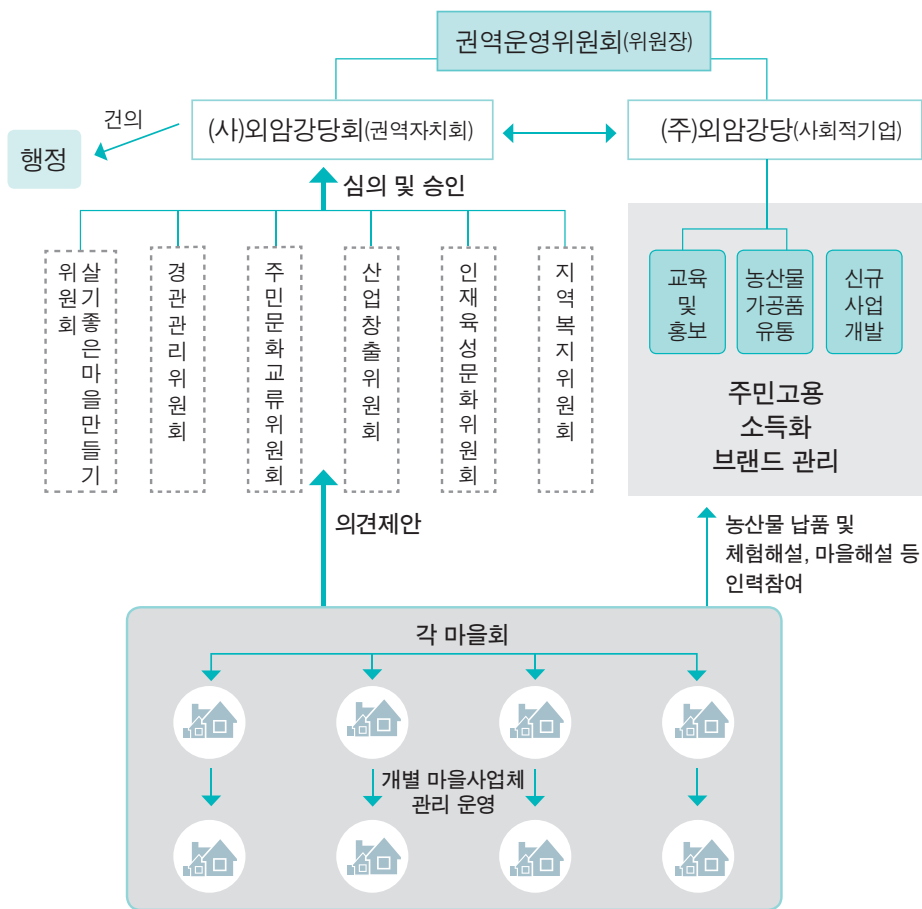 권역운영위원회(위원장)
건의
(사)외암강당회(권역자치회)
(주)외암강당(사회적기업)
행정
심의 및 승인
살기좋은마을만들기
위원회
경관관리위원회
주민문화교류위원회
산업창출위원회
인재육성문화위원회
지역복지위원회
교육
및
홍보
농산물
가공품
유통
신규
사업
개발
주민고용
소득화
브랜드 관리
의견제안
농산물 납품 및
체험해설, 마을해설 등
인력참여
각 마을회
개별 마을사업체
관리 운영